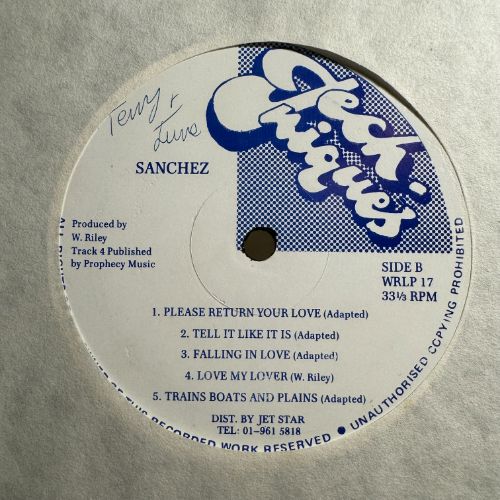 Tech-
niques
Terry +
June
SANCHEZ
Produced by
W. Riley
Track 4 Published
by Prophecy Music
SIDE B
WRLP 17
33⅓ RPM
1. PLEASE RETURN YOUR LOVE (Adapted)
2. TELL IT LIKE IT IS (Adapted)
3. FALLING IN LOVE (Adapted)
4. LOVE MY LOVER (W. Riley)
5. TRAINS BOATS AND PLAINS (Adapted)
DIST. BY JET STAR
TEL: 01-961 5818
RECORDED WORK RESERVED ● UNAUTHORISED COPYING PROHIBITED